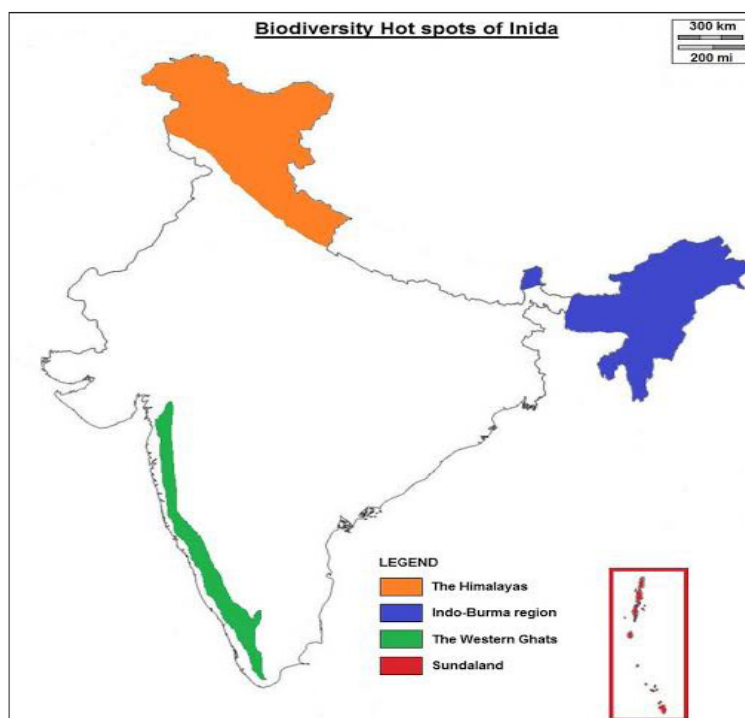 Biodiversity Hot spots of Inida
300 km
200 mi
LEGEND
The Himalayas
Indo-Burma region
The Western Ghats
Sundaland